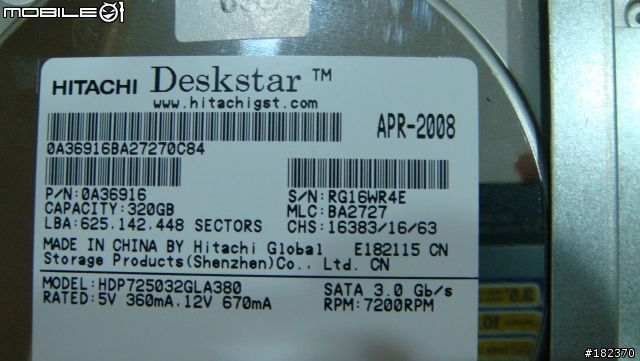 MOBILE01
HITACHI Deskstar ™
www.hitachigst.com
APR-2008
0A36916BA27270C84
P/N:0A36916 S/N:RG16WR4E
CAPACITY:320GB MLC:BA2727
LBA:625.142.448 SECTORS CHS:16383/16/63
MADE IN CHINA BY Hitachi Global E182115 CN
Storage Products(Shenzhen)Co., Ltd. CN
MODEL:HDP725032GLA380 SATA 3.0 Gb/s
RATED:5V 360mA.12V 670mA RPM:7200RPM
#182370